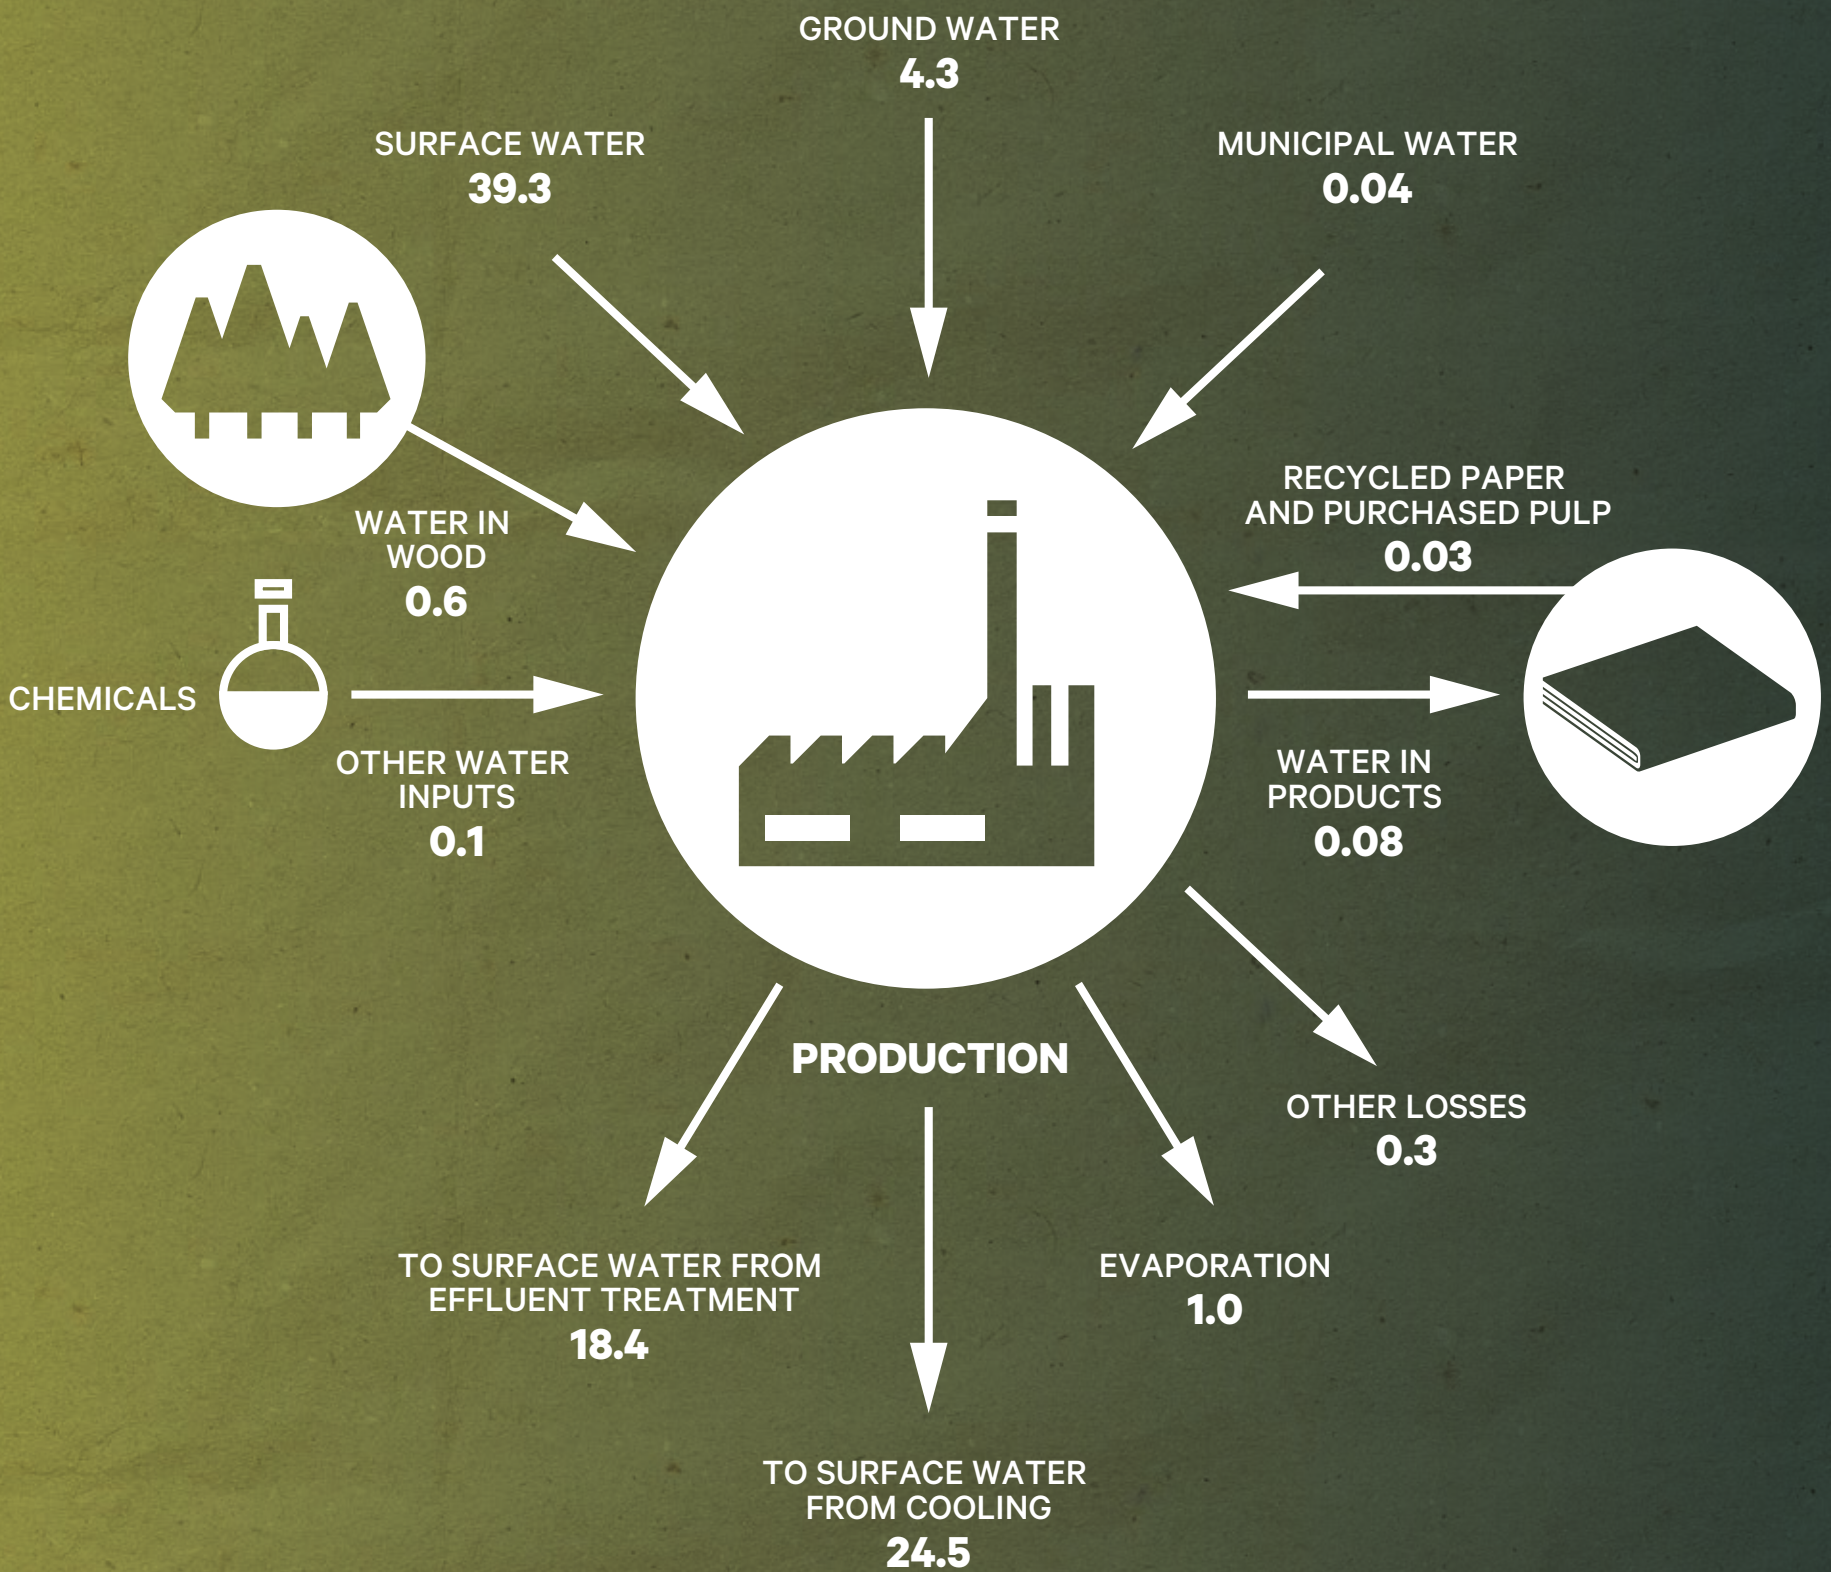 GROUND WATER
4.3
SURFACE WATER
39.3
MUNICIPAL WATER
0.04
WATER IN
WOOD
0.6
RECYCLED PAPER
AND PURCHASED PULP
0.03
CHEMICALS
OTHER WATER
INPUTS
0.1
WATER IN
PRODUCTS
0.08
PRODUCTION
OTHER LOSSES
0.3
TO SURFACE WATER FROM
EFFLUENT TREATMENT
18.4
EVAPORATION
1.0
TO SURFACE WATER
FROM COOLING
24.5